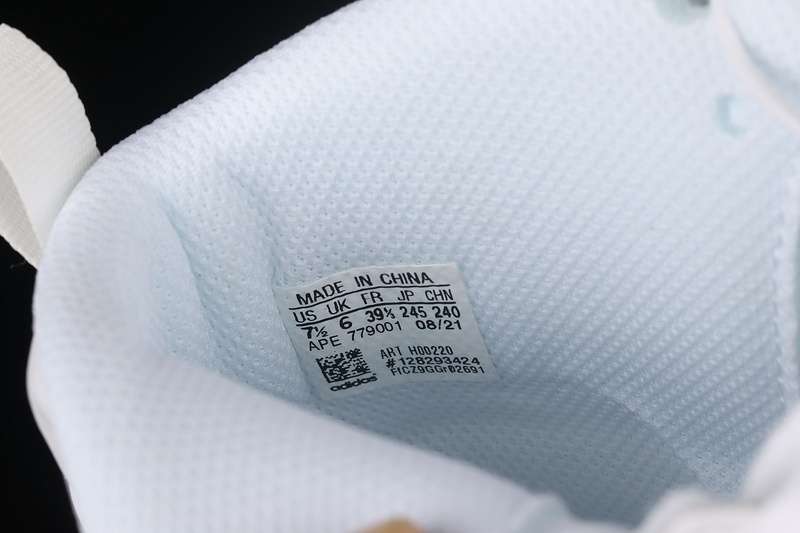 MADE IN CHINA
US UK FR JP CHN
7½ 6 39⅓ 245 240
APE 779001 08/21
ART H00220
#128293424
FtCZ9GGrD2691
adidas